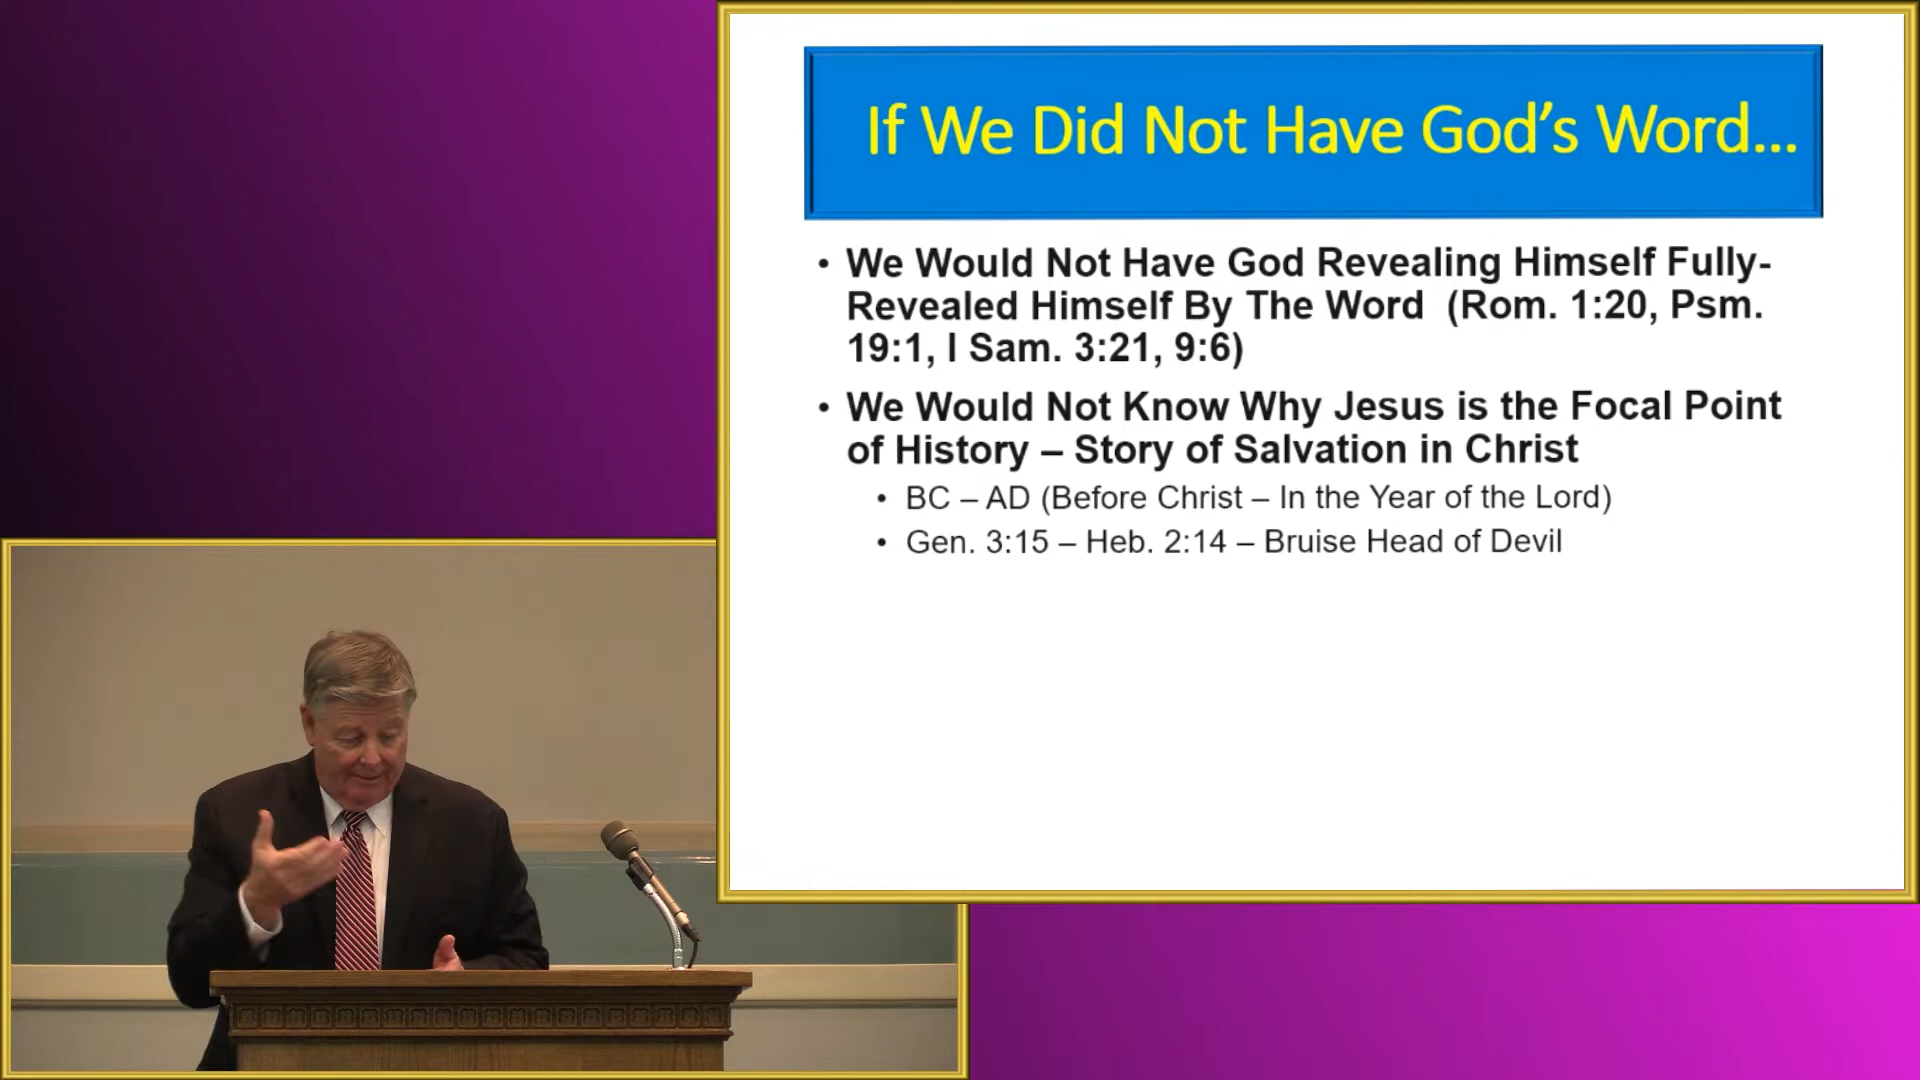 If We Did Not Have God’s Word...
• We Would Not Have God Revealing Himself Fully-
Revealed Himself By The Word (Rom. 1:20, Psm.
19:1, I Sam. 3:21, 9:6)
• We Would Not Know Why Jesus is the Focal Point
of History – Story of Salvation in Christ
• BC – AD (Before Christ – In the Year of the Lord)
• Gen. 3:15 – Heb. 2:14 – Bruise Head of Devil